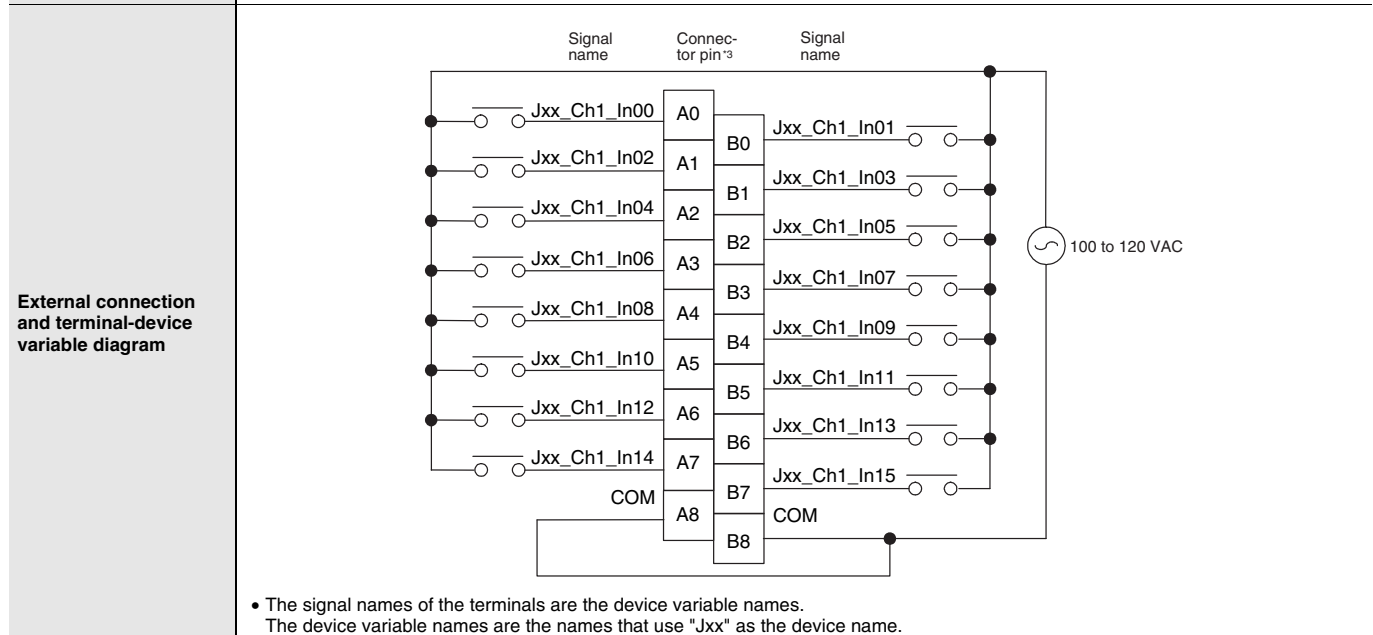 External connection
and terminal-device
variable diagram
Signal
name
Connec-
tor pin*3
Signal
name
Jxx_Ch1_In00
A0
Jxx_Ch1_In01
B0
Jxx_Ch1_In02
A1
Jxx_Ch1_In03
B1
Jxx_Ch1_In04
A2
Jxx_Ch1_In05
B2
100 to 120 VAC
Jxx_Ch1_In06
A3
Jxx_Ch1_In07
B3
Jxx_Ch1_In08
A4
Jxx_Ch1_In09
B4
Jxx_Ch1_In10
A5
Jxx_Ch1_In11
B5
Jxx_Ch1_In12
A6
Jxx_Ch1_In13
B6
Jxx_Ch1_In14
A7
Jxx_Ch1_In15
B7
COM
A8
COM
B8
• The signal names of the terminals are the device variable names.
The device variable names are the names that use "Jxx" as the device name.